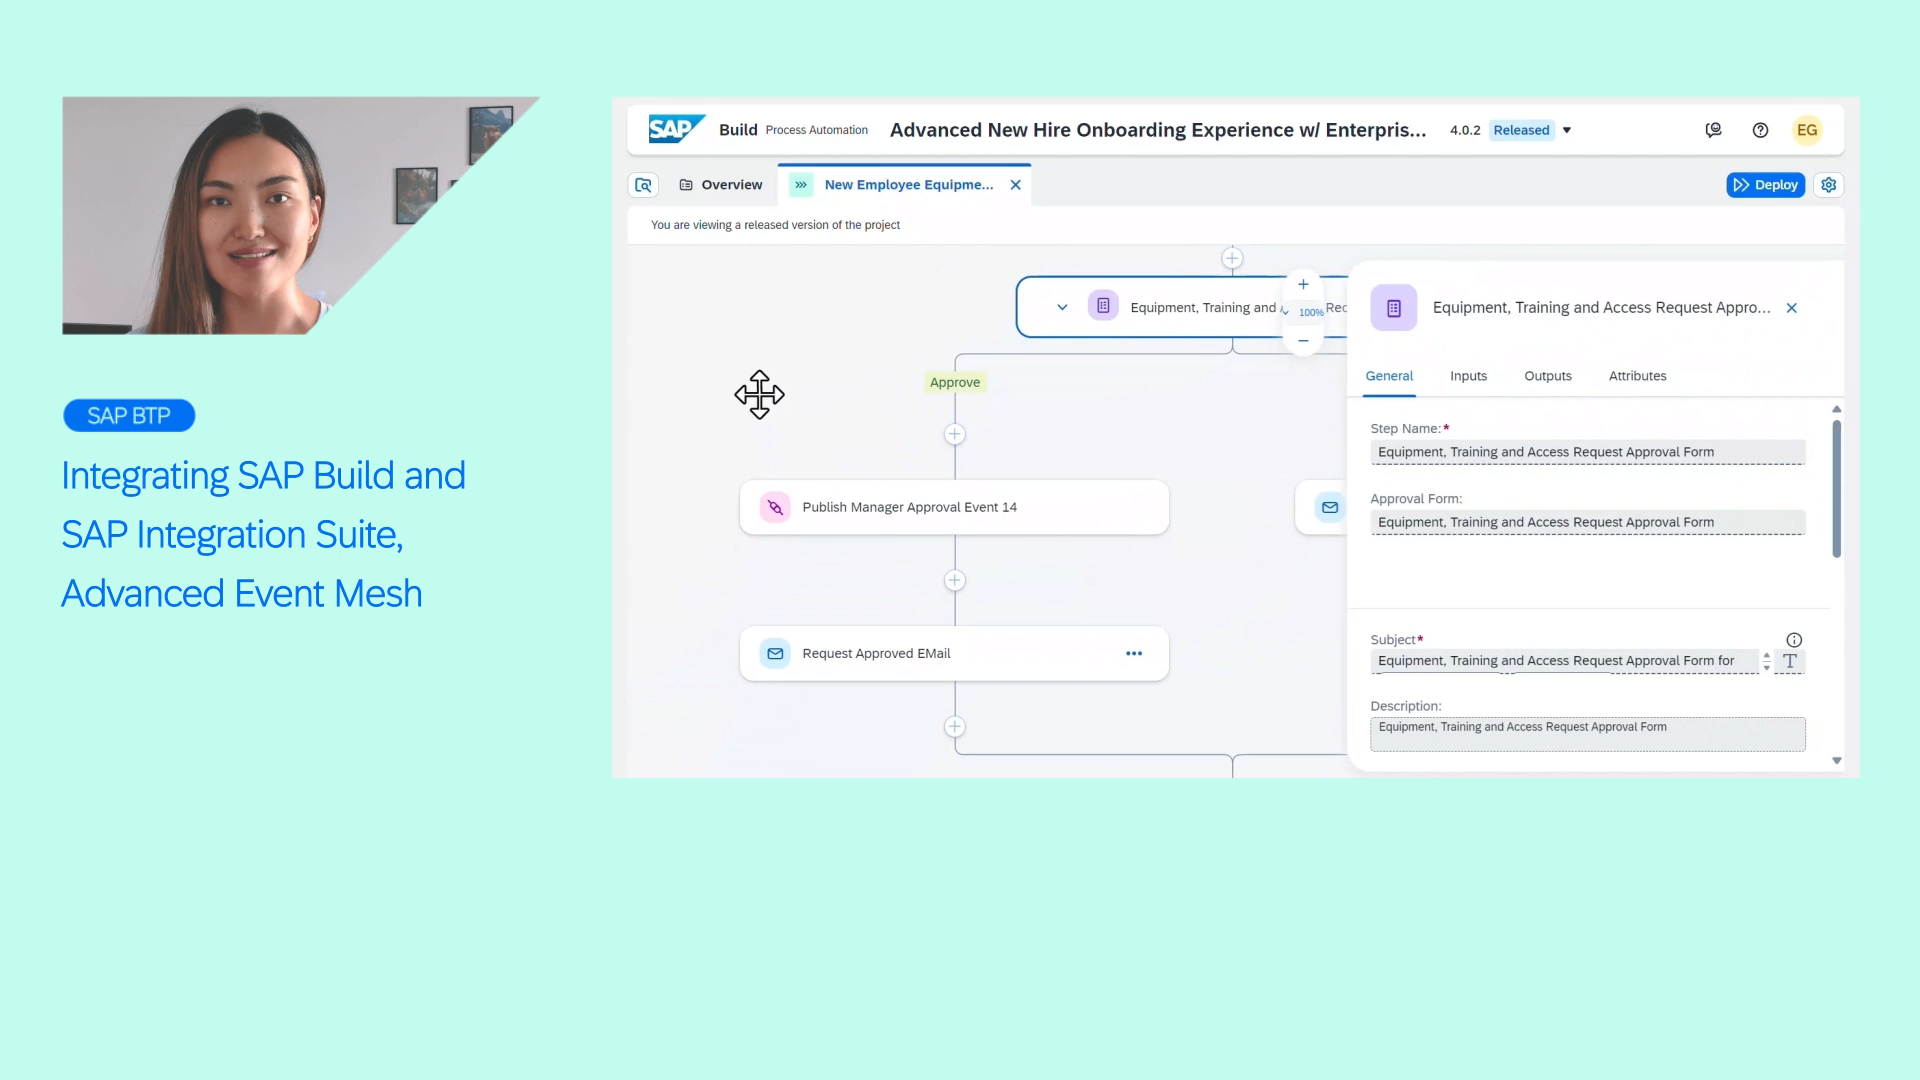 SAP BTP
Integrating SAP Build and
SAP Integration Suite,
Advanced Event Mesh
SAP Build Process Automation Advanced New Hire Onboarding Experience w/ Enterpris... 4.0.2 Released EG
Overview New Employee Equipme... Deploy
You are viewing a released version of the project
Equipment, Training and Rec
100%
Approve
Publish Manager Approval Event 14
Request Approved EMail
Equipment, Training and Access Request Appro...
General Inputs Outputs Attributes
Step Name:*
Equipment, Training and Access Request Approval Form
Approval Form:
Equipment, Training and Access Request Approval Form
Subject*
Equipment, Training and Access Request Approval Form for
Description:
Equipment, Training and Access Request Approval Form